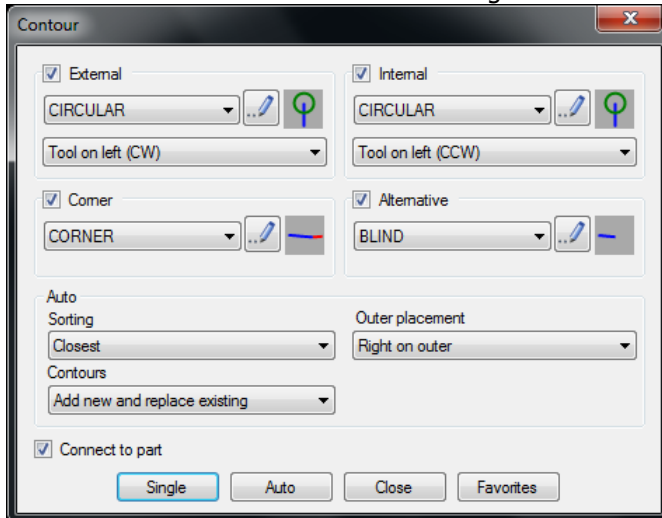 Contour
External
Internal
CIRCULAR
CIRCULAR
Tool on left (CW)
Tool on left (CCW)
Corner
Alternative
CORNER
BLIND
Auto
Sorting
Outer placement
Closest
Right on outer
Contours
Add new and replace existing
Connect to part
Single Auto Close Favorites